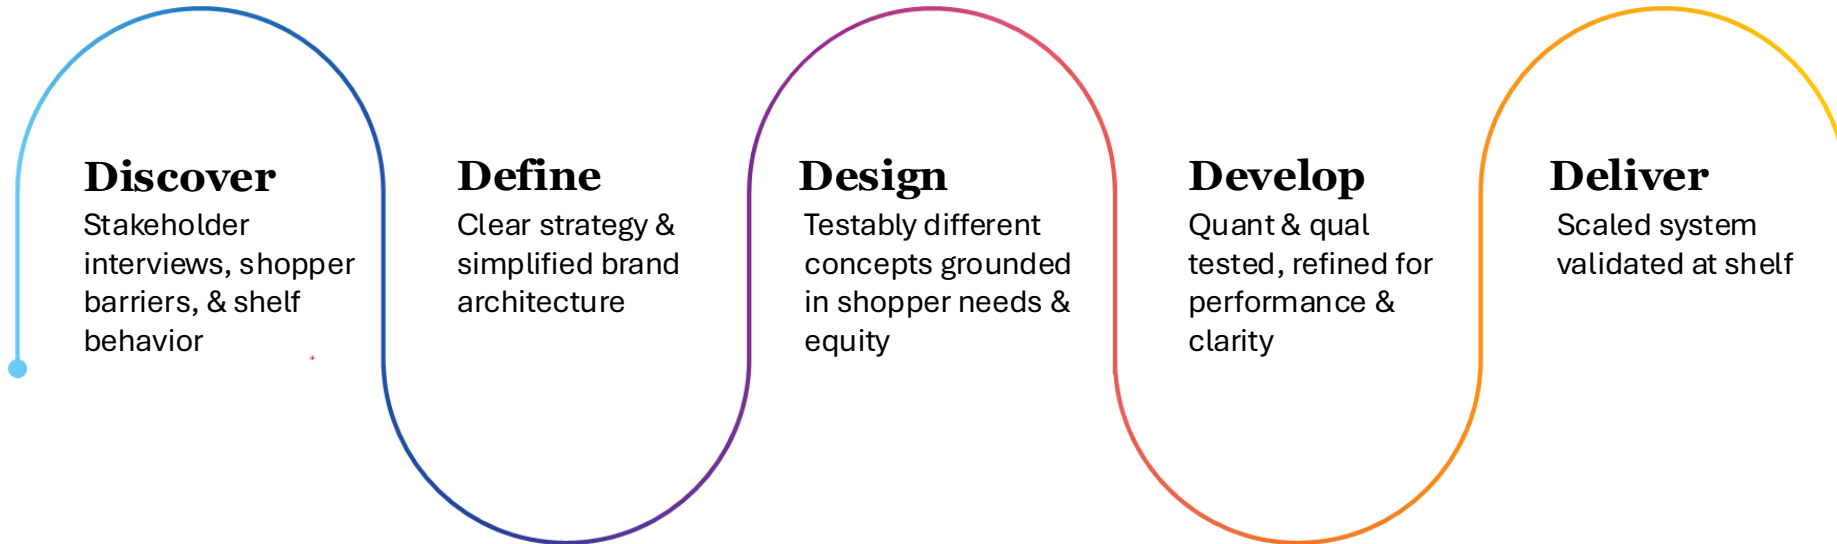 Discover
Stakeholder
interviews, shopper
barriers, & shelf
behavior
Define
Clear strategy &
simplified brand
architecture
Design
Testably different
concepts grounded
in shopper needs &
equity
Develop
Quant & qual
tested, refined for
performance &
clarity
Deliver
Scaled system
validated at shelf